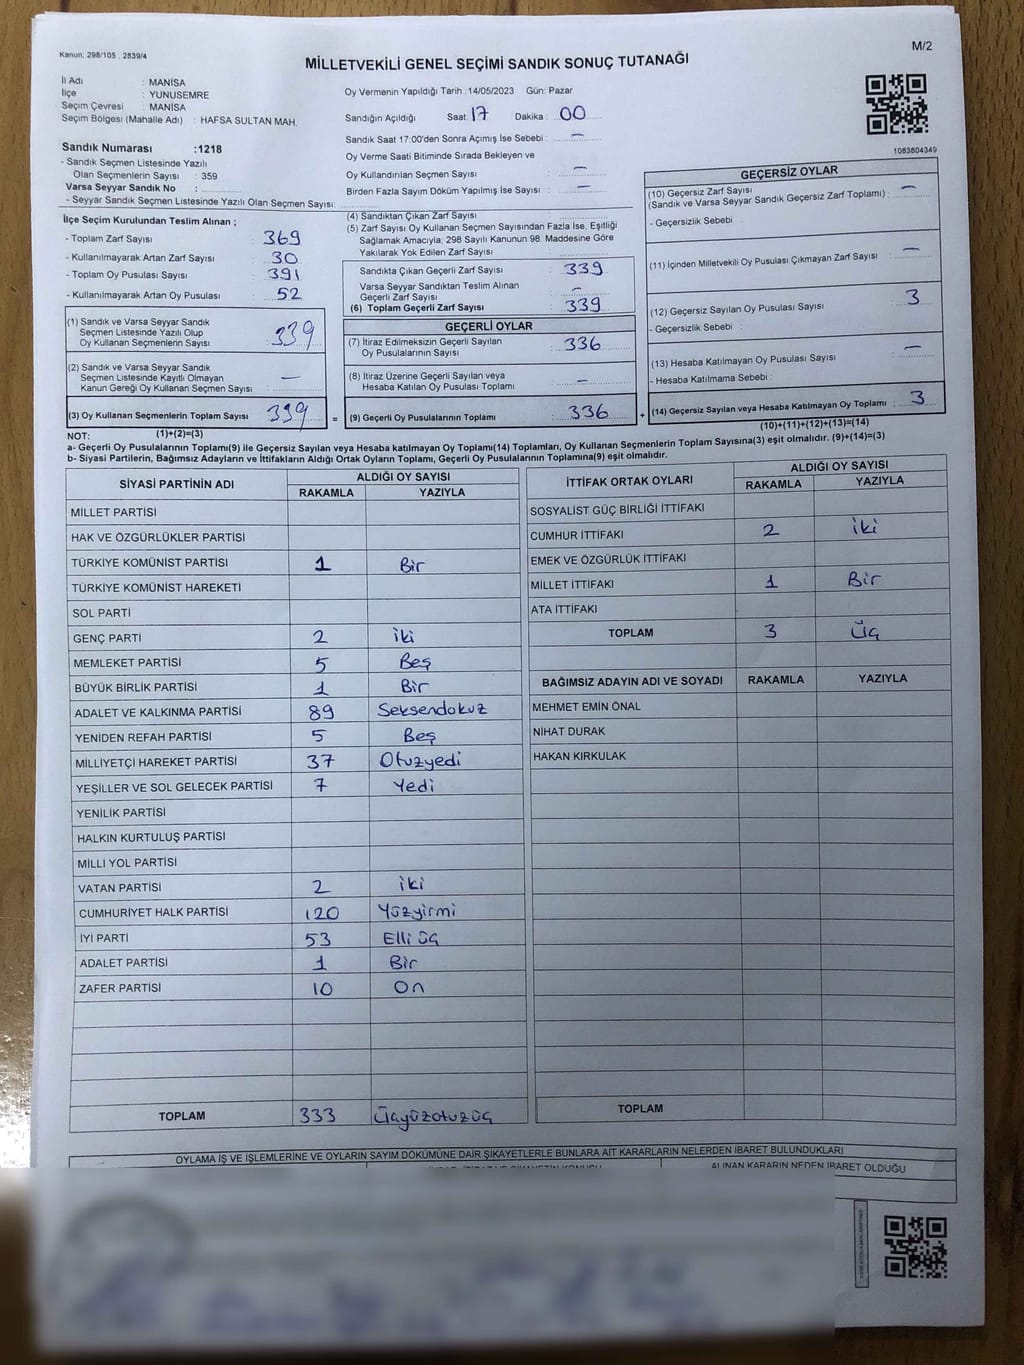 Kanun; 298/105 . 2839/4
M/2
MİLLETVEKİLİ GENEL SEÇİMİ SANDIK SONUÇ TUTANAĞI
İl Adı : MANİSA
İlçe : YUNUSEMRE
Seçim Çevresi : MANİSA
Seçim Bölgesi (Mahalle Adı) : HAFSA SULTAN MAH.
Sandık Numarası :1218
- Sandık Seçmen Listesinde Yazılı
Olan Seçmenlerin Sayısı : 359
Varsa Seyyar Sandık No :
- Seyyar Sandık Seçmen Listesinde Yazılı Olan Seçmen Sayısı:
Oy Vermenin Yapıldığı Tarih :14/05/2023 Gün: Pazar
Sandığın Açıldığı Saat: 17 Dakika : 00
Sandık Saat 17:00'den Sonra Açımış İse Sebebi : —
Oy Verme Saati Bitiminde Sırada Bekleyen ve
Oy Kullandırılan Seçmen Sayısı : —
Birden Fazla Sayım Döküm Yapılmış İse Sayısı : —
1083804349
İlçe Seçim Kurulundan Teslim Alınan ;
- Toplam Zarf Sayısı : 369
- Kullanılmayarak Artan Zarf Sayısı : 30
- Toplam Oy Pusulası Sayısı : 391
- Kullanılmayarak Artan Oy Pusulası : 52
(1) Sandık ve Varsa Seyyar Sandık
Seçmen Listesinde Yazılı Olup
Oy Kullanan Seçmenlerin Sayısı : 339
(2) Sandık ve Varsa Seyyar Sandık
Seçmen Listesinde Kayıtlı Olmayan
Kanun Gereği Oy Kullanan Seçmen Sayısı : —
(3) Oy Kullanan Seçmenlerin Toplam Sayısı : 339 =
(1)+(2)=(3)
(4) Sandıktan Çıkan Zarf Sayısı :
(5) Zarf Sayısı Oy Kullanan Seçmen Sayısından Fazla İse, Eşitliği
Sağlamak Amacıyla, 298 Sayılı Kanunun 98. Maddesine Göre
Yakılarak Yok Edilen Zarf Sayısı :
Sandıkta Çıkan Geçerli Zarf Sayısı : 339
Varsa Seyyar Sandıktan Teslim Alınan
Geçerli Zarf Sayısı : —
(6) Toplam Geçerli Zarf Sayısı : 339
GEÇERLİ OYLAR
(7) İtiraz Edilmeksizin Geçerli Sayılan
Oy Pusulalarının Sayısı : 336
(8) İtiraz Üzerine Geçerli Sayılan veya
Hesaba Katılan Oy Pusulası Toplamı : —
(9) Geçerli Oy Pusulalarının Toplamı : 336 +
GEÇERSİZ OYLAR
(10) Geçersiz Zarf Sayısı
(Sandık ve Varsa Seyyar Sandık Geçersiz Zarf Toplamı) : —
- Geçersizlik Sebebi :
(11) İçinden Milletvekili Oy Pusulası Çıkmayan Zarf Sayısı : —
(12) Geçersiz Sayılan Oy Pusulası Sayısı : 3
- Geçersizlik Sebebi :
(13) Hesaba Katılmayan Oy Pusulası Sayısı : —
- Hesaba Katılmama Sebebi :
(14) Geçersiz Sayılan veya Hesaba Katılmayan Oy Toplamı : 3
(10)+(11)+(12)+(13)=(14)
NOT:
a- Geçerli Oy Pusulalarının Toplamı(9) ile Geçersiz Sayılan veya Hesaba katılmayan Oy Toplamı(14) Toplamları, Oy Kullanan Seçmenlerin Toplam Sayısına(3) eşit olmalıdır. (9)+(14)=(3)
b- Siyasi Partilerin, Bağımsız Adayların ve İttifakların Aldığı Ortak Oyların Toplamı, Geçerli Oy Pusulalarının Toplamına(9) eşit olmalıdır.
SİYASİ PARTİNİN ADI ALDIĞI OY SAYISI
RAKAMLA YAZIYLA
MİLLET PARTİSİ
HAK VE ÖZGÜRLÜKLER PARTİSİ
TÜRKİYE KOMÜNİST PARTİSİ 1 Bir
TÜRKİYE KOMÜNİST HAREKETİ
SOL PARTİ
GENÇ PARTİ 2 iki
MEMLEKET PARTİSİ 5 Beş
BÜYÜK BİRLİK PARTİSİ 1 Bir
ADALET VE KALKINMA PARTİSİ 89 Seksendokuz
YENİDEN REFAH PARTİSİ 5 Beş
MİLLİYETÇİ HAREKET PARTİSİ 37 Otuzyedi
YEŞİLLER VE SOL GELECEK PARTİSİ 7 Yedi
YENİLİK PARTİSİ
HALKIN KURTULUŞ PARTİSİ
MİLLİ YOL PARTİSİ
VATAN PARTİSİ 2 iki
CUMHURİYET HALK PARTİSİ 120 Yüzyirmi
İYİ PARTİ 53 Elli üç
ADALET PARTİSİ 1 Bir
ZAFER PARTİSİ 10 On
TOPLAM 333 Üçyüzotuzüç
İTTİFAK ORTAK OYLARI ALDIĞI OY SAYISI
RAKAMLA YAZIYLA
SOSYALİST GÜÇ BİRLİĞİ İTTİFAKI
CUMHUR İTTİFAKI 2 iki
EMEK VE ÖZGÜRLÜK İTTİFAKI
MİLLET İTTİFAKI 1 Bir
ATA İTTİFAKI
TOPLAM 3 Üç
BAĞIMSIZ ADAYIN ADI VE SOYADI RAKAMLA YAZIYLA
MEHMET EMİN ÖNAL
NİHAT DURAK
HAKAN KIRKULAK
TOPLAM
OYLAMA İŞ VE İŞLEMLERİNE VE OYLARIN SAYIM DÖKÜMÜNE DAİR ŞİKAYETLERLE BUNLARA AİT KARARLARIN NELERDEN İBARET BULUNDUKLARI
ALINAN KARARIN NEDEN İBARET OLDUĞU